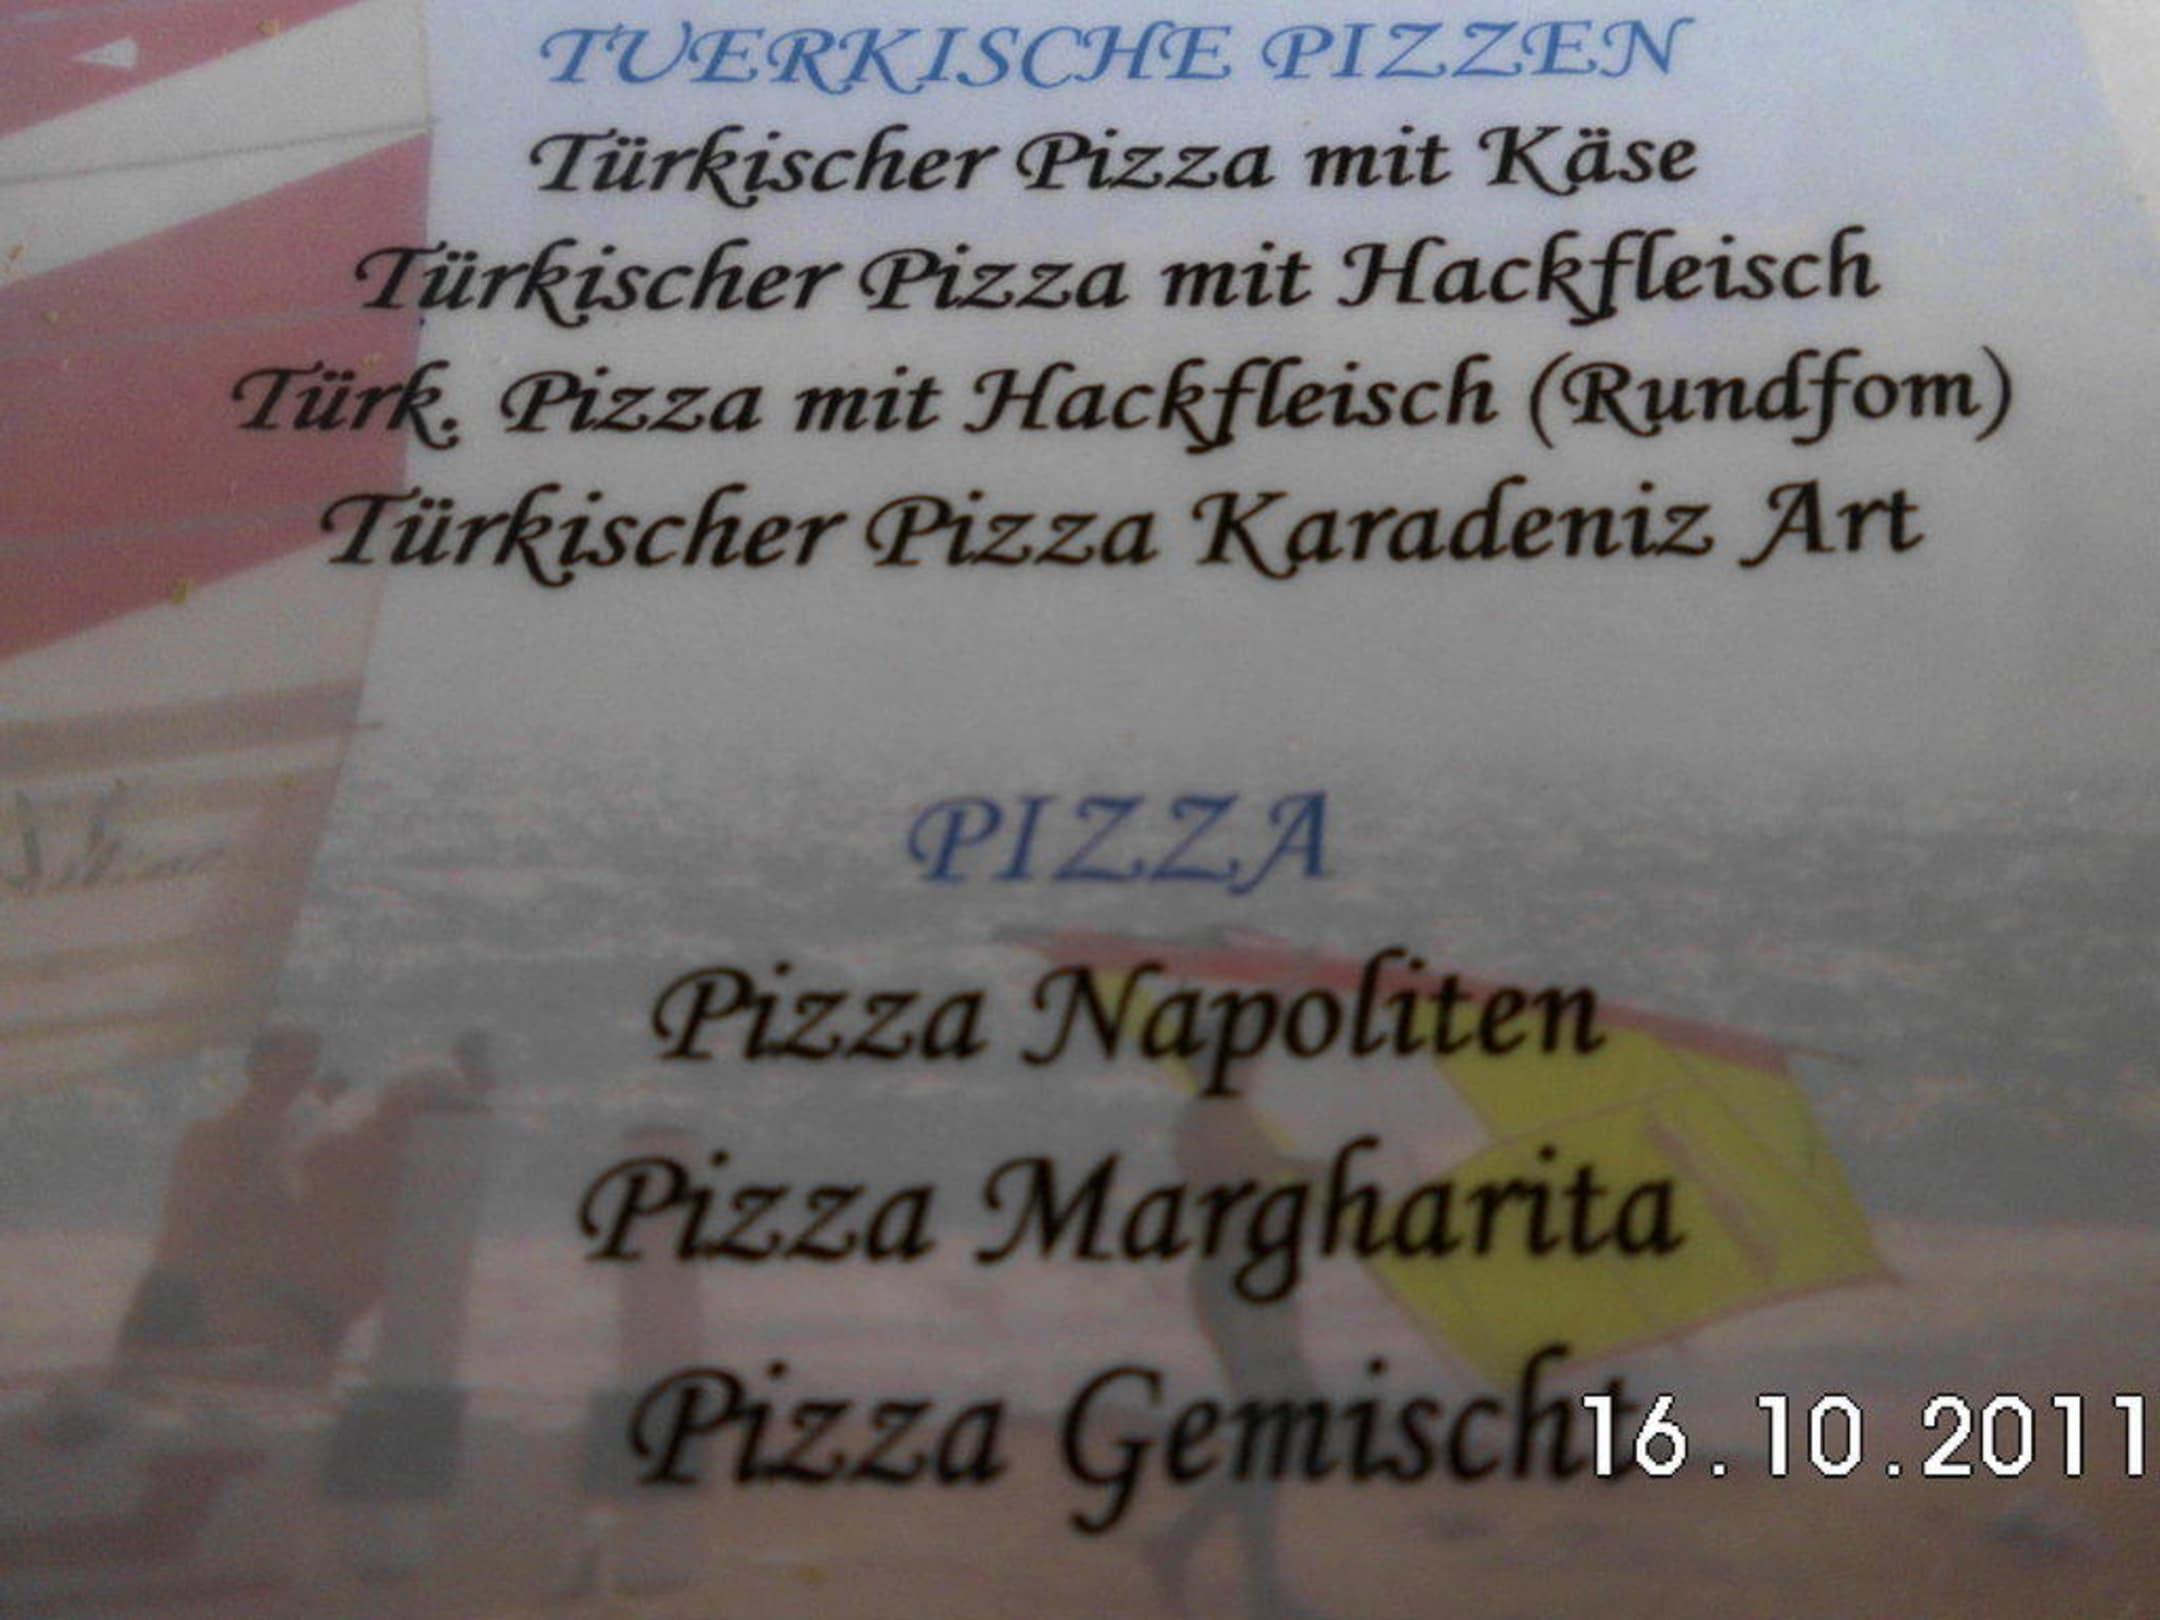 TUERKISCHE PIZZEN
Türkischer Pizza mit Käse
Türkischer Pizza mit Hackfleisch
Türk. Pizza mit Hackfleisch (Rundfom)
Türkischer Pizza Karadeniz Art
PIZZA
Pizza Napoliten
Pizza Margharita
Pizza Gemischt
16.10.2011